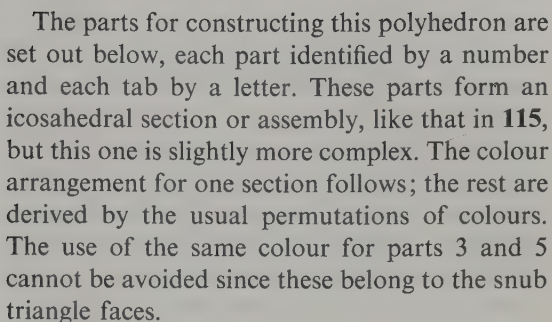 The parts for constructing this polyhedron are
set out below, each part identified by a number
and each tab by a letter. These parts form an
icosahedral section or assembly, like that in 115,
but this one is slightly more complex. The colour
arrangement for one section follows; the rest are
derived by the usual permutations of colours.
The use of the same colour for parts 3 and 5
cannot be avoided since these belong to the snub
triangle faces.